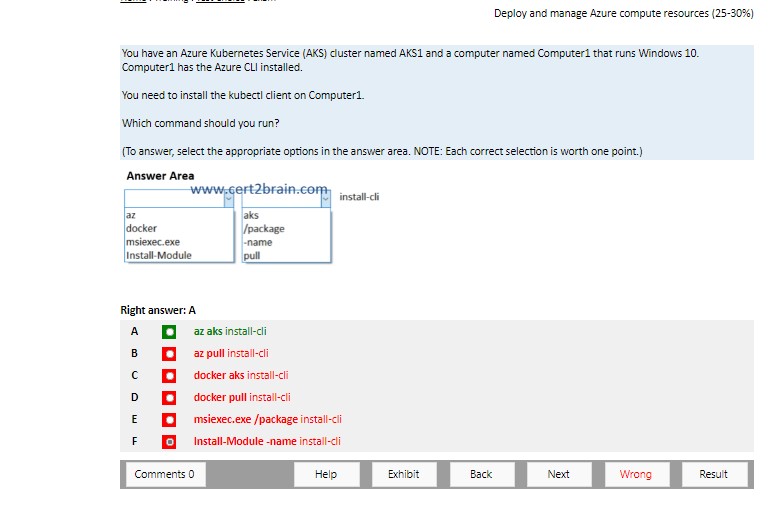 Deploy and manage Azure compute resources (25-30%)
You have an Azure Kubernetes Service (AKS) cluster named AKS1 and a computer named Computer1 that runs Windows 10.
Computer1 has the Azure CLI installed.
You need to install the kubectl client on Computer1.
Which command should you run?
(To answer, select the appropriate options in the answer area. NOTE: Each correct selection is worth one point.)
Answer Area
www.cert2brain.com
install-cli
az aks
docker /package
msiexec.exe -name
Install-Module pull
Right answer: A
A az aks install-cli
B az pull install-cli
C docker aks install-cli
D docker pull install-cli
E msiexec.exe /package install-cli
F Install-Module -name install-cli
Comments 0 Help Exhibit Back Next Wrong Result